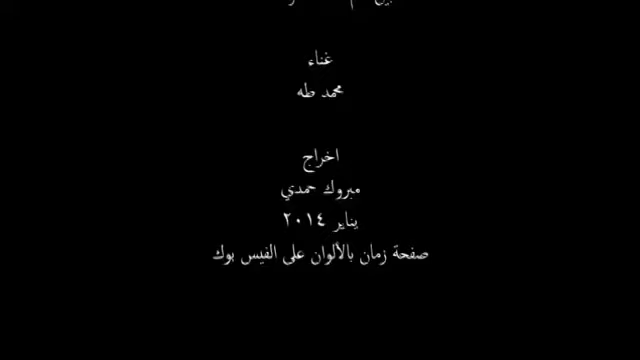 غناء
محمد طه
اخراج
مبروك حمدي
يناير ٢٠١٤
صفحة زمان بالألوان على الفيس بوك